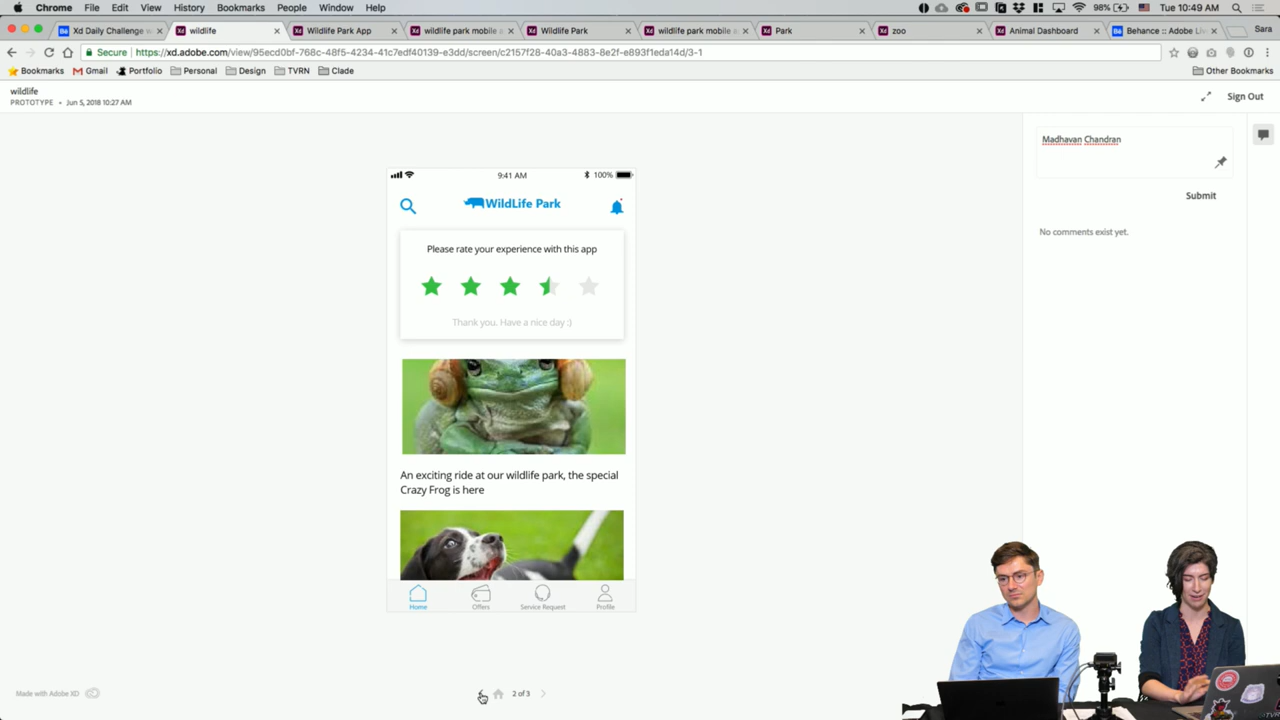 Chrome File Edit View History Bookmarks People Window Help
98% Tue 10:49 AM
Xd Daily Challenge
wildlife
Wildlife Park App
wildlife park mobile
Wildlife Park
wildlife park mobile
Park
zoo
Animal Dashboard
Behance :: Adobe Li
Sara
Secure https://xd.adobe.com/view/95ecd0bf-768c-48f5-4234-41c7edf40139-e3dd/screen/c2157f28-40a3-4883-8e2f-e893f1eda14d/3-1
Bookmarks Gmail Portfolio Personal Design TVRN Clade Other Bookmarks
wildlife
PROTOTYPE • Jun 5, 2018 10:27 AM
Sign Out
Madhavan Chandran
Submit
No comments exist yet.
9:41 AM 100%
WildLife Park
Please rate your experience with this app
Thank you. Have a nice day :)
An exciting ride at our wildlife park, the special
Crazy Frog is here
Home Offers Service Request Profile
Made with Adobe XD
2 of 3